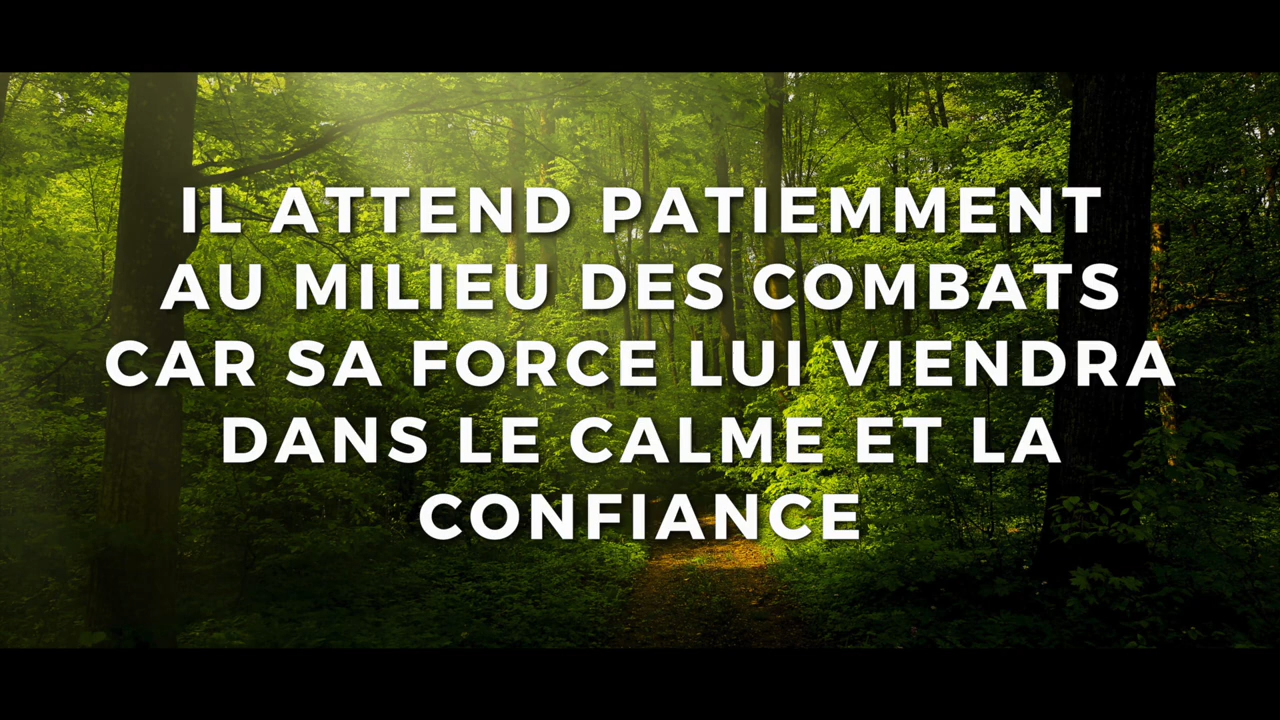 IL ATTEND PATIEMMENT
AU MILIEU DES COMBATS
CAR SA FORCE LUI VIENDRA
DANS LE CALME ET LA
CONFIANCE